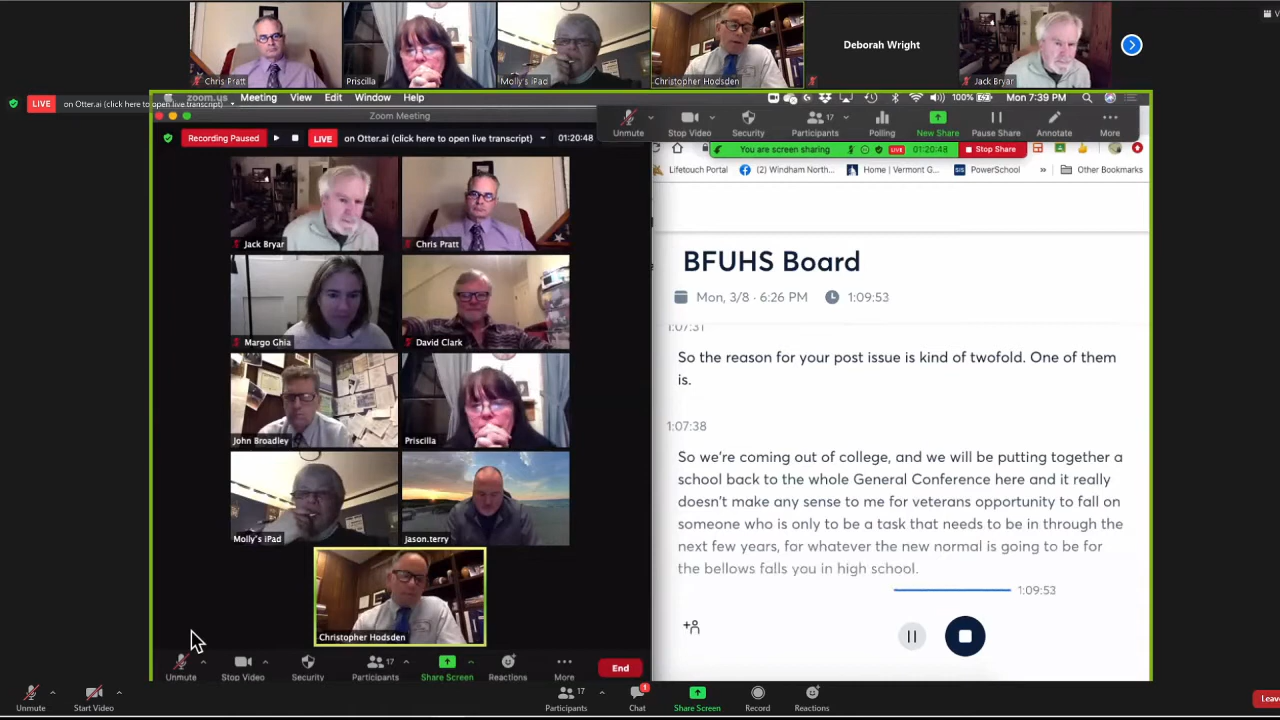 Chris Pratt
Priscilla
Molly's iPad
Christopher Hodsden
Deborah Wright
Jack Bryar
LIVE
on Otter.ai (click here to open live transcript)
zoom.us Meeting View Edit Window Help
100%
Mon 7:39 PM
Zoom Meeting
Recording Paused
LIVE
on Otter.ai (click here to open live transcript)
01:20:48
17
Unmute Stop Video Security Participants Polling New Share Pause Share Annotate More
You are screen sharing
LIVE
01:20:48
Stop Share
Lifetouch Portal
(2) Windham North...
Home | Vermont G...
SIS
PowerSchool
»
Other Bookmarks
Jack Bryar
Chris Pratt
Margo Ghia
David Clark
John Broadley
Priscilla
Molly's iPad
Jason.terry
Christopher Hodsden
BFUHS Board
Mon, 3/8 · 6:26 PM
1:09:53
1:07:31
So the reason for your post issue is kind of twofold. One of them
is.
1:07:38
So we're coming out of college, and we will be putting together a
school back to the whole General Conference here and it really
doesn't make any sense to me for veterans opportunity to fall on
someone who is only to be a task that needs to be in through the
next few years, for whatever the new normal is going to be for
the bellows falls you in high school.
1:09:53
17
Unmute Stop Video Security Participants Share Screen Reactions More
End
17
1
Unmute Start Video Participants Chat Share Screen Record Reactions
Leav